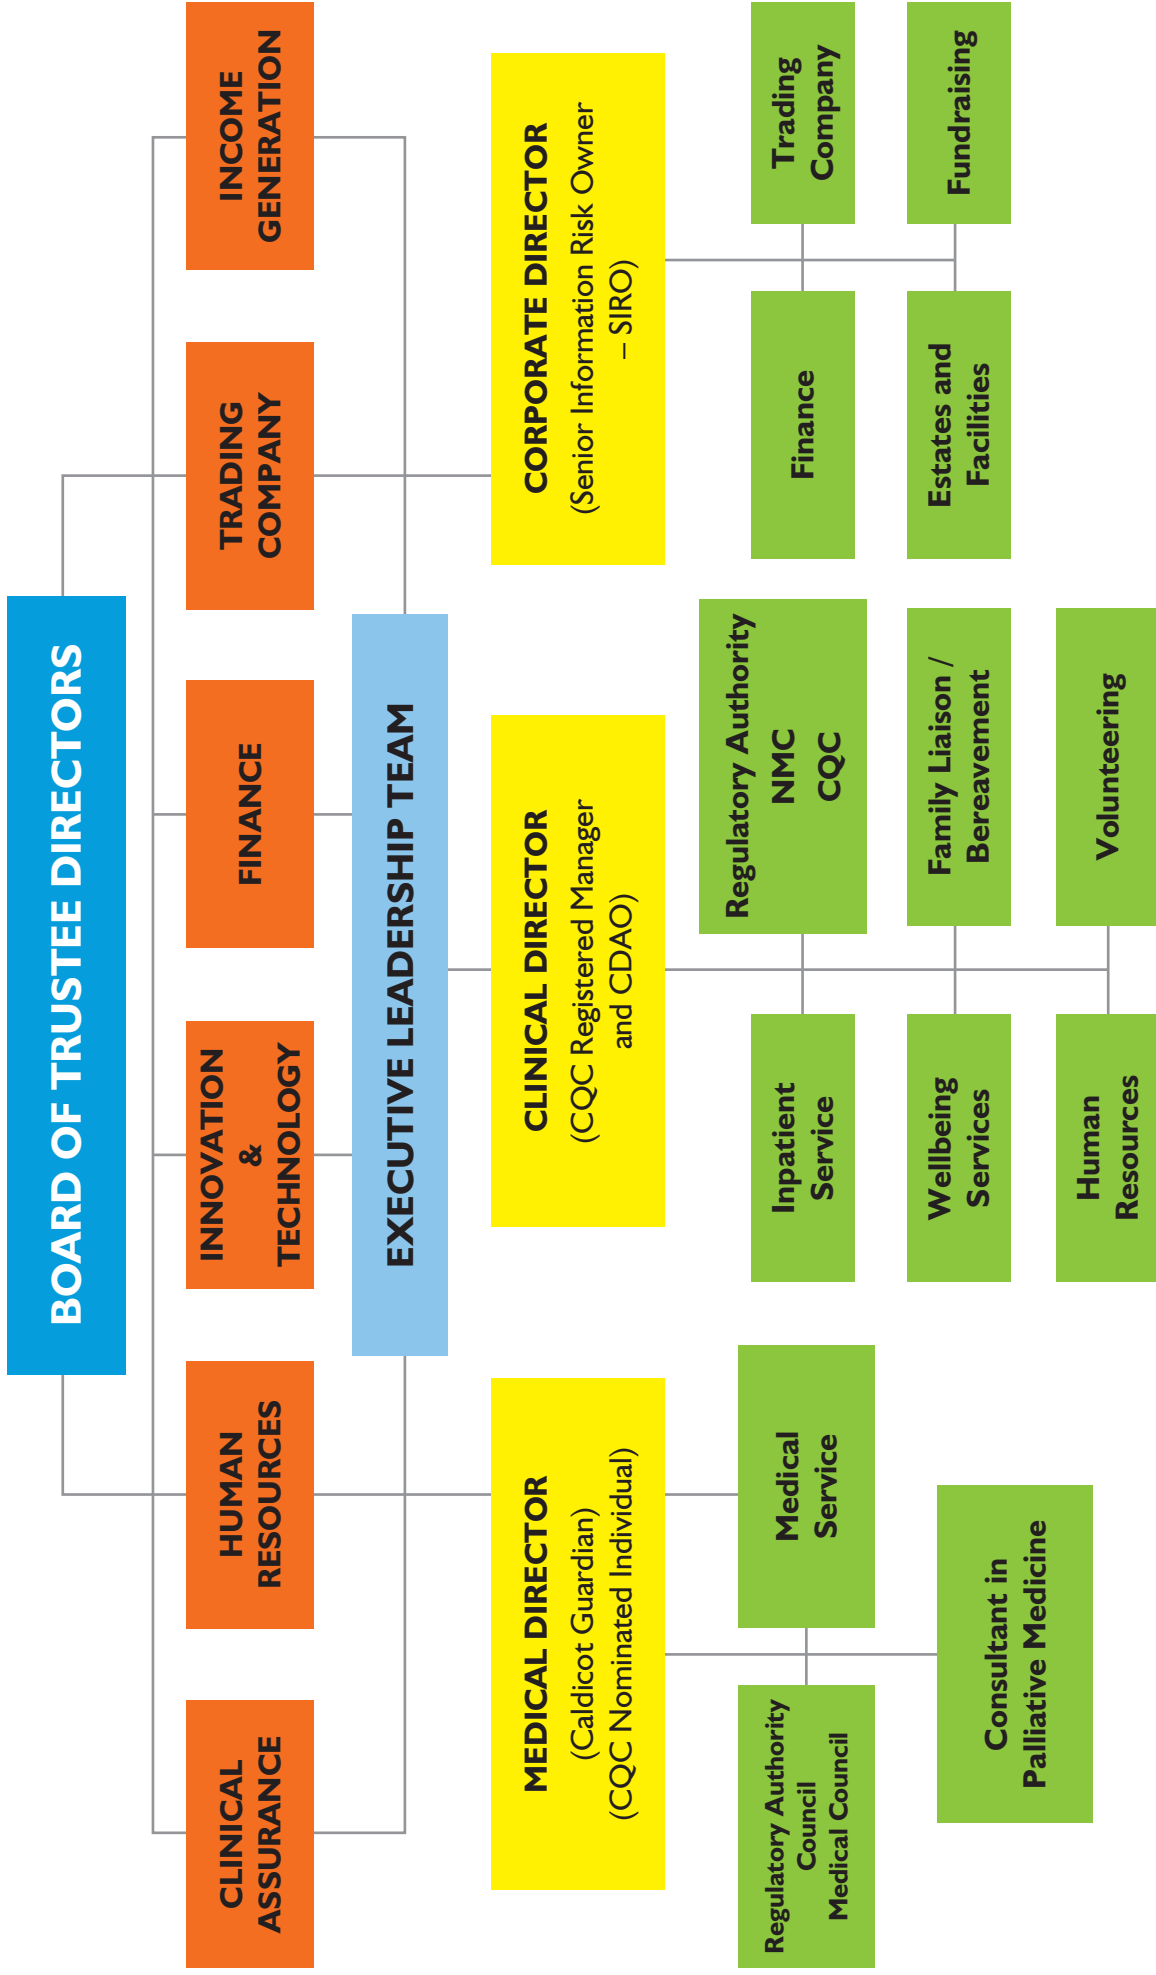 BOARD OF TRUSTEE DIRECTORS
CLINICAL
ASSURANCE
HUMAN
RESOURCES
INNOVATION
&
TECHNOLOGY
FINANCE
TRADING
COMPANY
INCOME
GENERATION
EXECUTIVE LEADERSHIP TEAM
MEDICAL DIRECTOR
(Caldicot Guardian)
(CQC Nominated Individual)
CLINICAL DIRECTOR
(CQC Registered Manager
and CDAO)
CORPORATE DIRECTOR
(Senior Information Risk Owner
– SIRO)
Regulatory Authority
Council
Medical Council
Medical
Service
Consultant in
Palliative Medicine
Inpatient
Service
Regulatory Authority
NMC
CQC
Wellbeing
Services
Family Liaison /
Bereavement
Human
Resources
Volunteering
Finance
Trading
Company
Estates and
Facilities
Fundraising